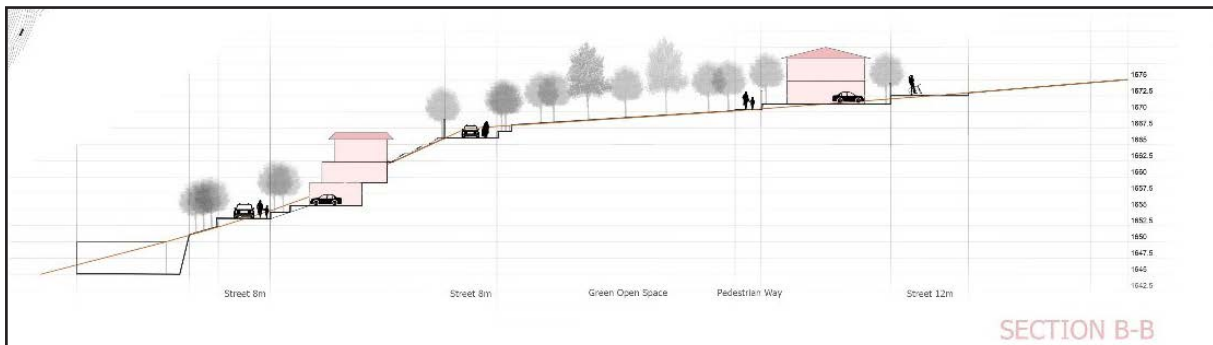 1675
1672.5
1670
1667.5
1665
1662.5
1660
1657.5
1655
1652.5
1650
1647.5
1645
1642.5
Street 8m
Street 8m
Green Open Space
Pedestrian Way
Street 12m
SECTION B-B